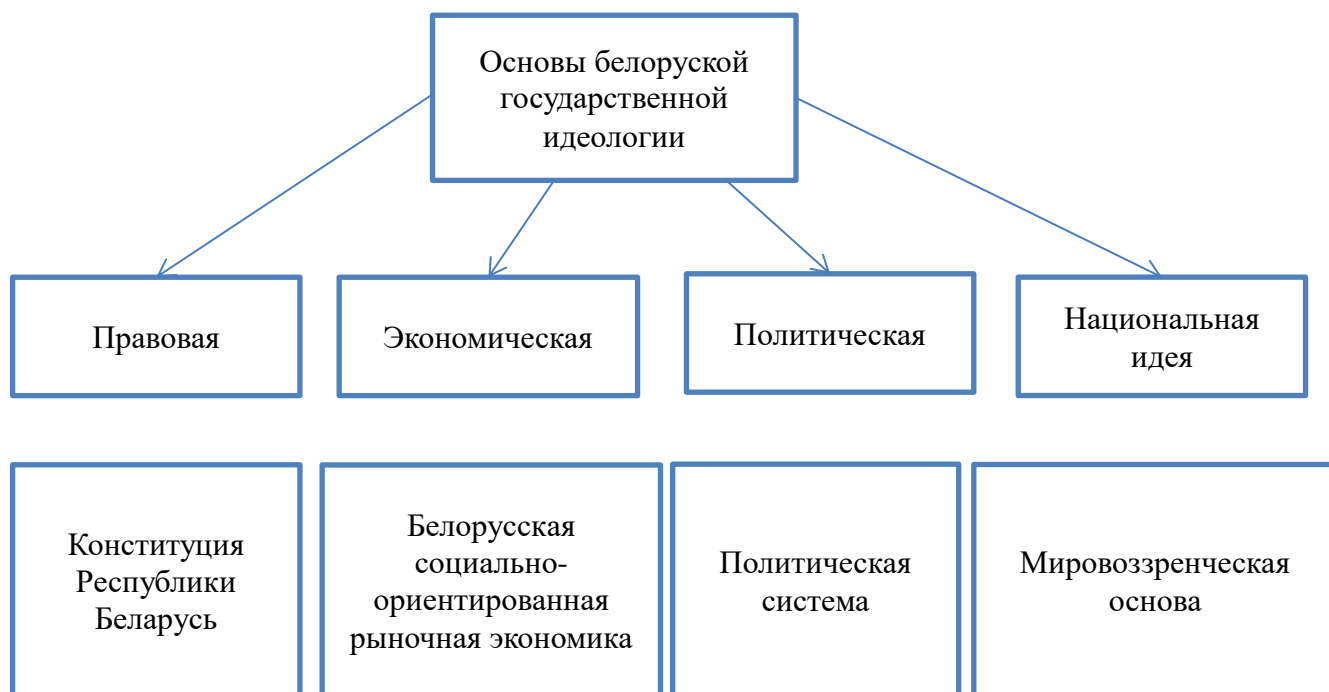 Основы белоруской
государственной
идеологии
Правовая
Экономическая
Политическая
Национальная
идея
Конституция
Республики
Беларусь
Белорусская
социально-
ориентированная
рыночная экономика
Политическая
система
Мировоззренческая
основа